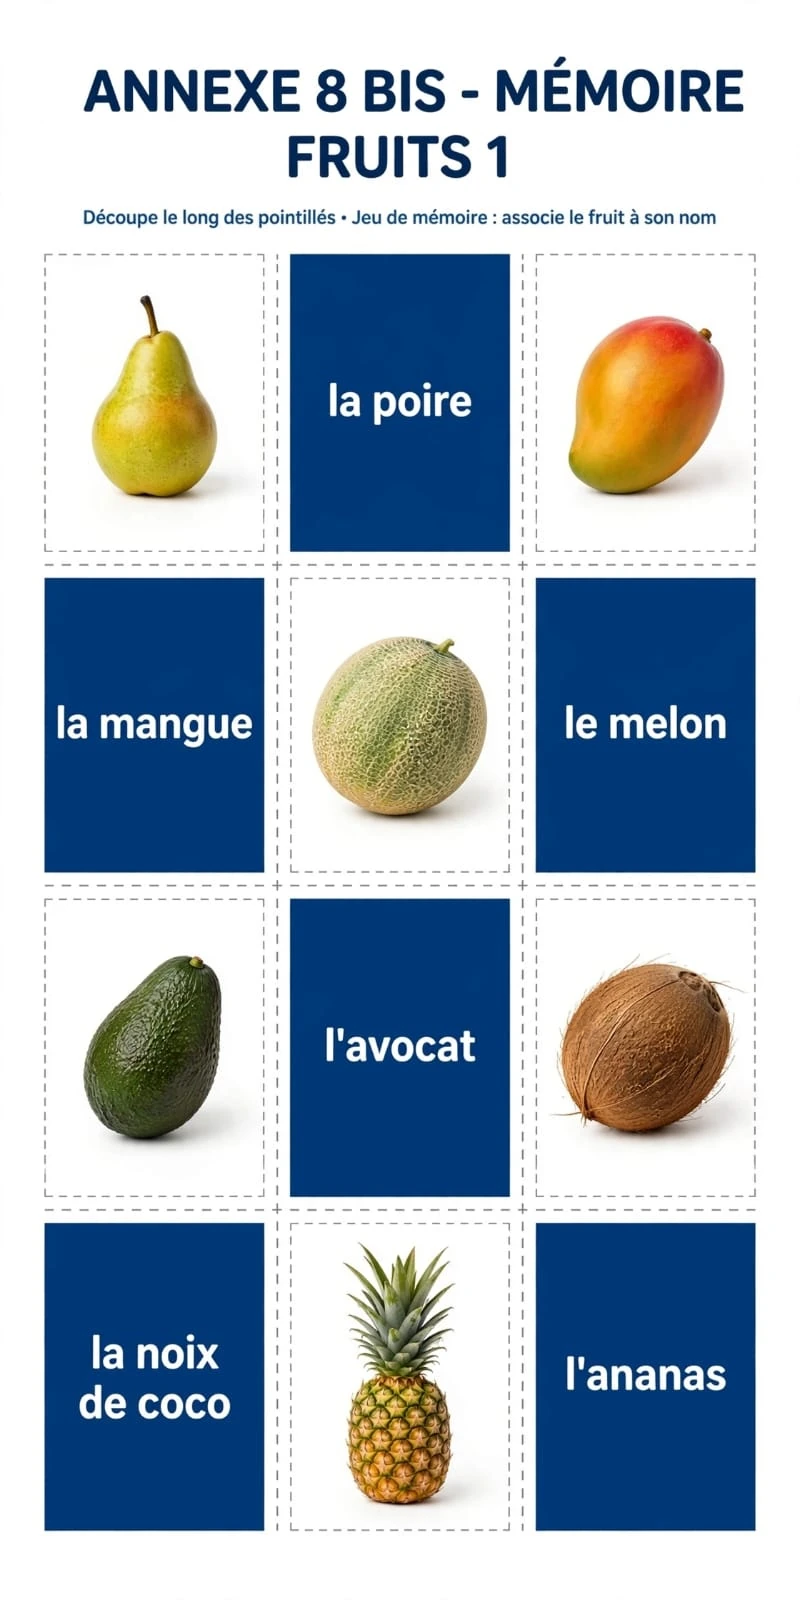 ANNEXE 8 BIS - MÉMOIRE
FRUITS 1
Découpe le long des pointillés • Jeu de mémoire : associe le fruit à son nom
la poire
la mangue
le melon
l'avocat
la noix
de coco
l'ananas